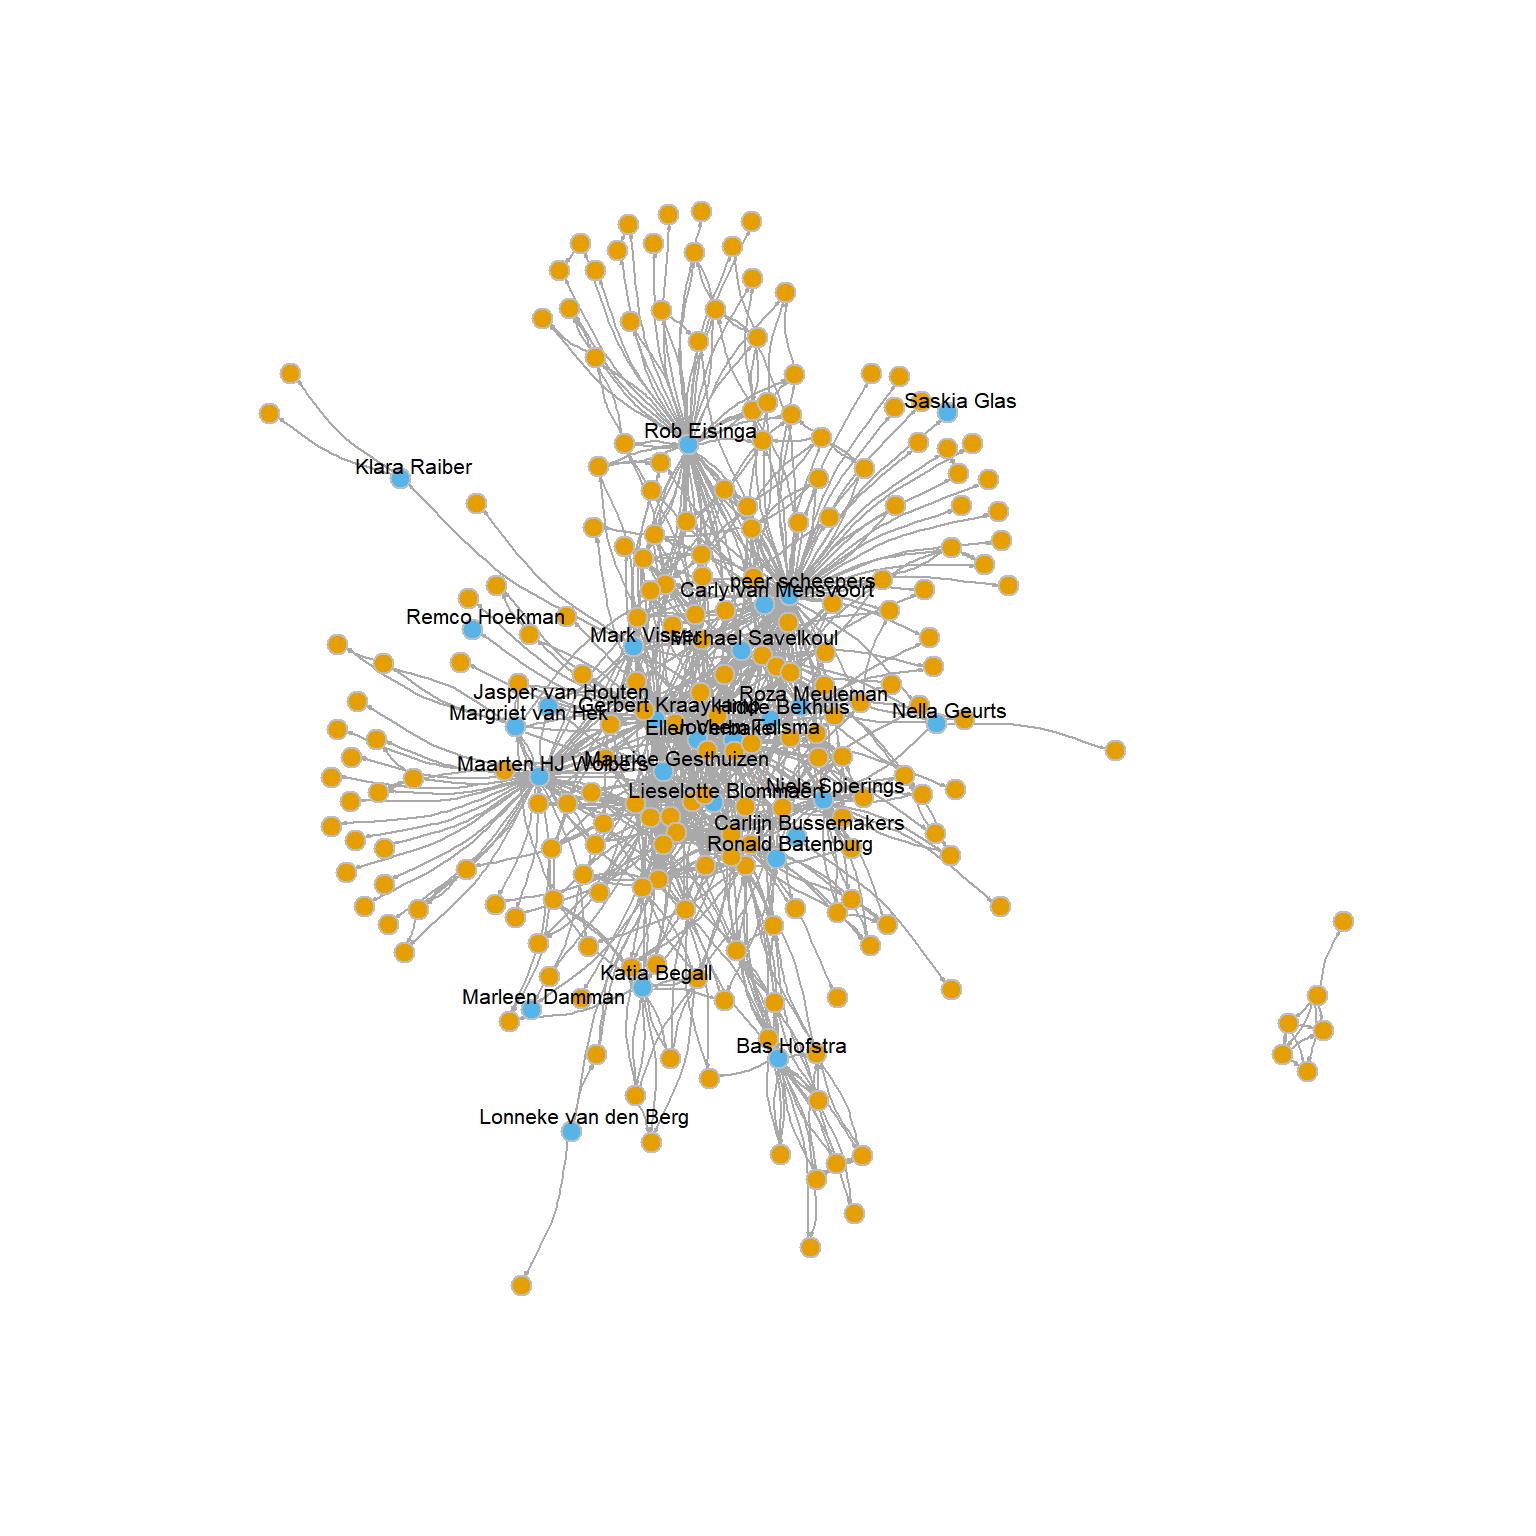 Saskia Glas
Rob Eisinga
Klara Raiber
peer scheepers
Carly van Mensvoort
Remco Hoekman
Mark Visser
Michael Savelkoul
Jasper van Houten
Roza Meuleman
Gerbert Kraaykamp
Hilde Bekhuis
Margriet van Hek
Nella Geurts
Ellen Verbakel
Jochem Tolsma
Maurice Gesthuizen
Maarten HJ Wolbers
Niels Spierings
Lieselotte Blommaert
Carlijn Bussemakers
Ronald Batenburg
Katia Begall
Marleen Damman
Bas Hofstra
Lonneke van den Berg